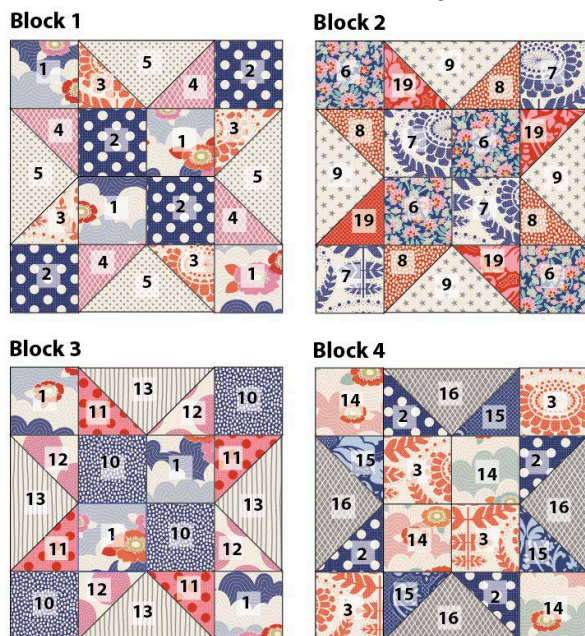 Block 1
1 3 5 4 2
4 2 1 3
5 5
3 1 2 4
2 4 5 3 1
Block 2
6 19 9 8 7
8 7 6 19
9 9
19 6 7 8
7 8 9 19 6
Block 3
1 11 13 12 10
12 10 1 11
13 13
11 1 10 12
10 12 13 11 1
Block 4
14 2 16 15 3
15 3 14 2
16 16
2 14 3 15
3 15 16 2 14